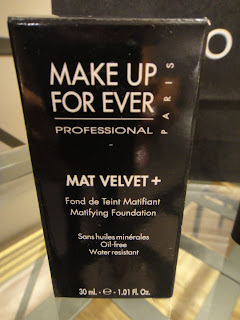 MAKE UP
FOR EVER
PROFESSIONAL
PARIS
MAT VELVET +
Fond de Teint Matifiant
Matifying Foundation
Sans huiles minérales
Oil-free
Water resistant
30 ml. - ℮ - 1.01 Fl. Oz.
O